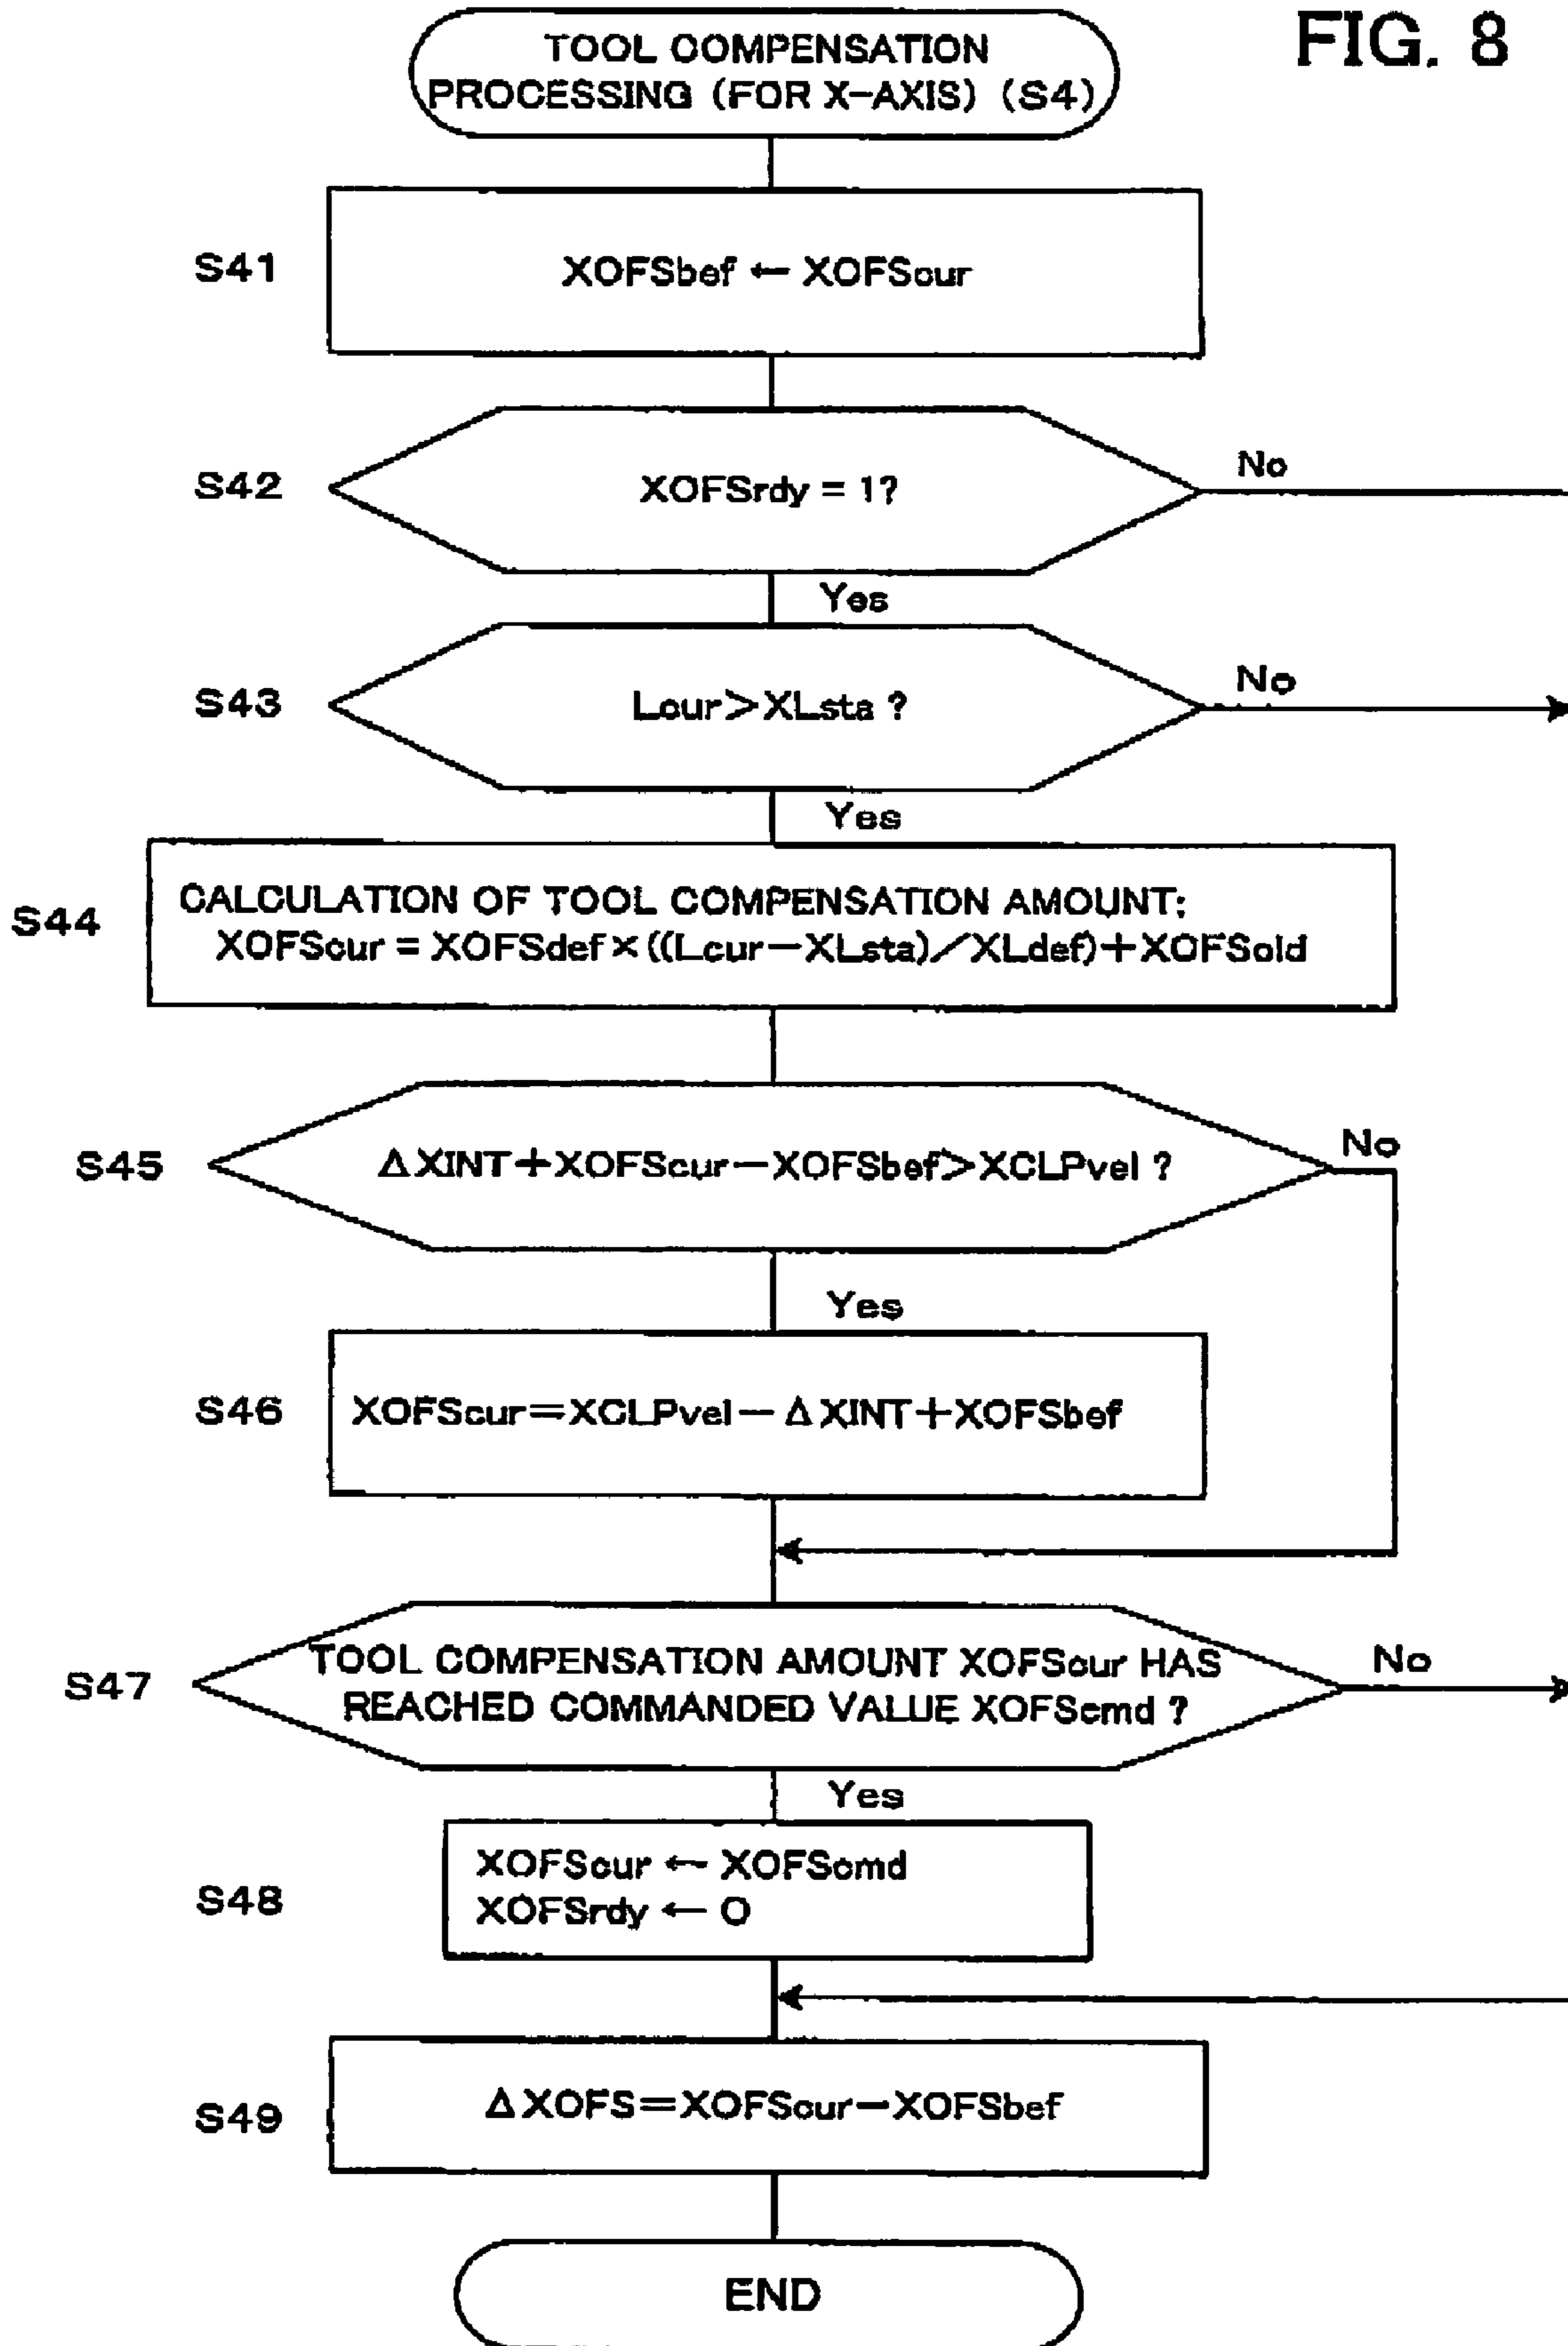 FIG. 8
TOOL COMPENSATION
PROCESSING (FOR X-AXIS) (S4)
S41
XOFSbef ← XOFScur
S42
XOFSrdy = 1?
No
Yes
S43
Lcur>XLsta ?
No
Yes
S44
CALCULATION OF TOOL COMPENSATION AMOUNT;
XOFScur = XOFSdef×((Lcur−XLsta)/XLdef)+XOFSold
S45
ΔXINT+XOFScur−XOFSbef>XCLPvel ?
No
Yes
S46
XOFScur=XCLPvel−ΔXINT+XOFSbef
S47
TOOL COMPENSATION AMOUNT XOFScur HAS
REACHED COMMANDED VALUE XOFScmd ?
No
Yes
S48
XOFScur ← XOFScmd
XOFSrdy ← 0
S49
ΔXOFS=XOFScur−XOFSbef
END